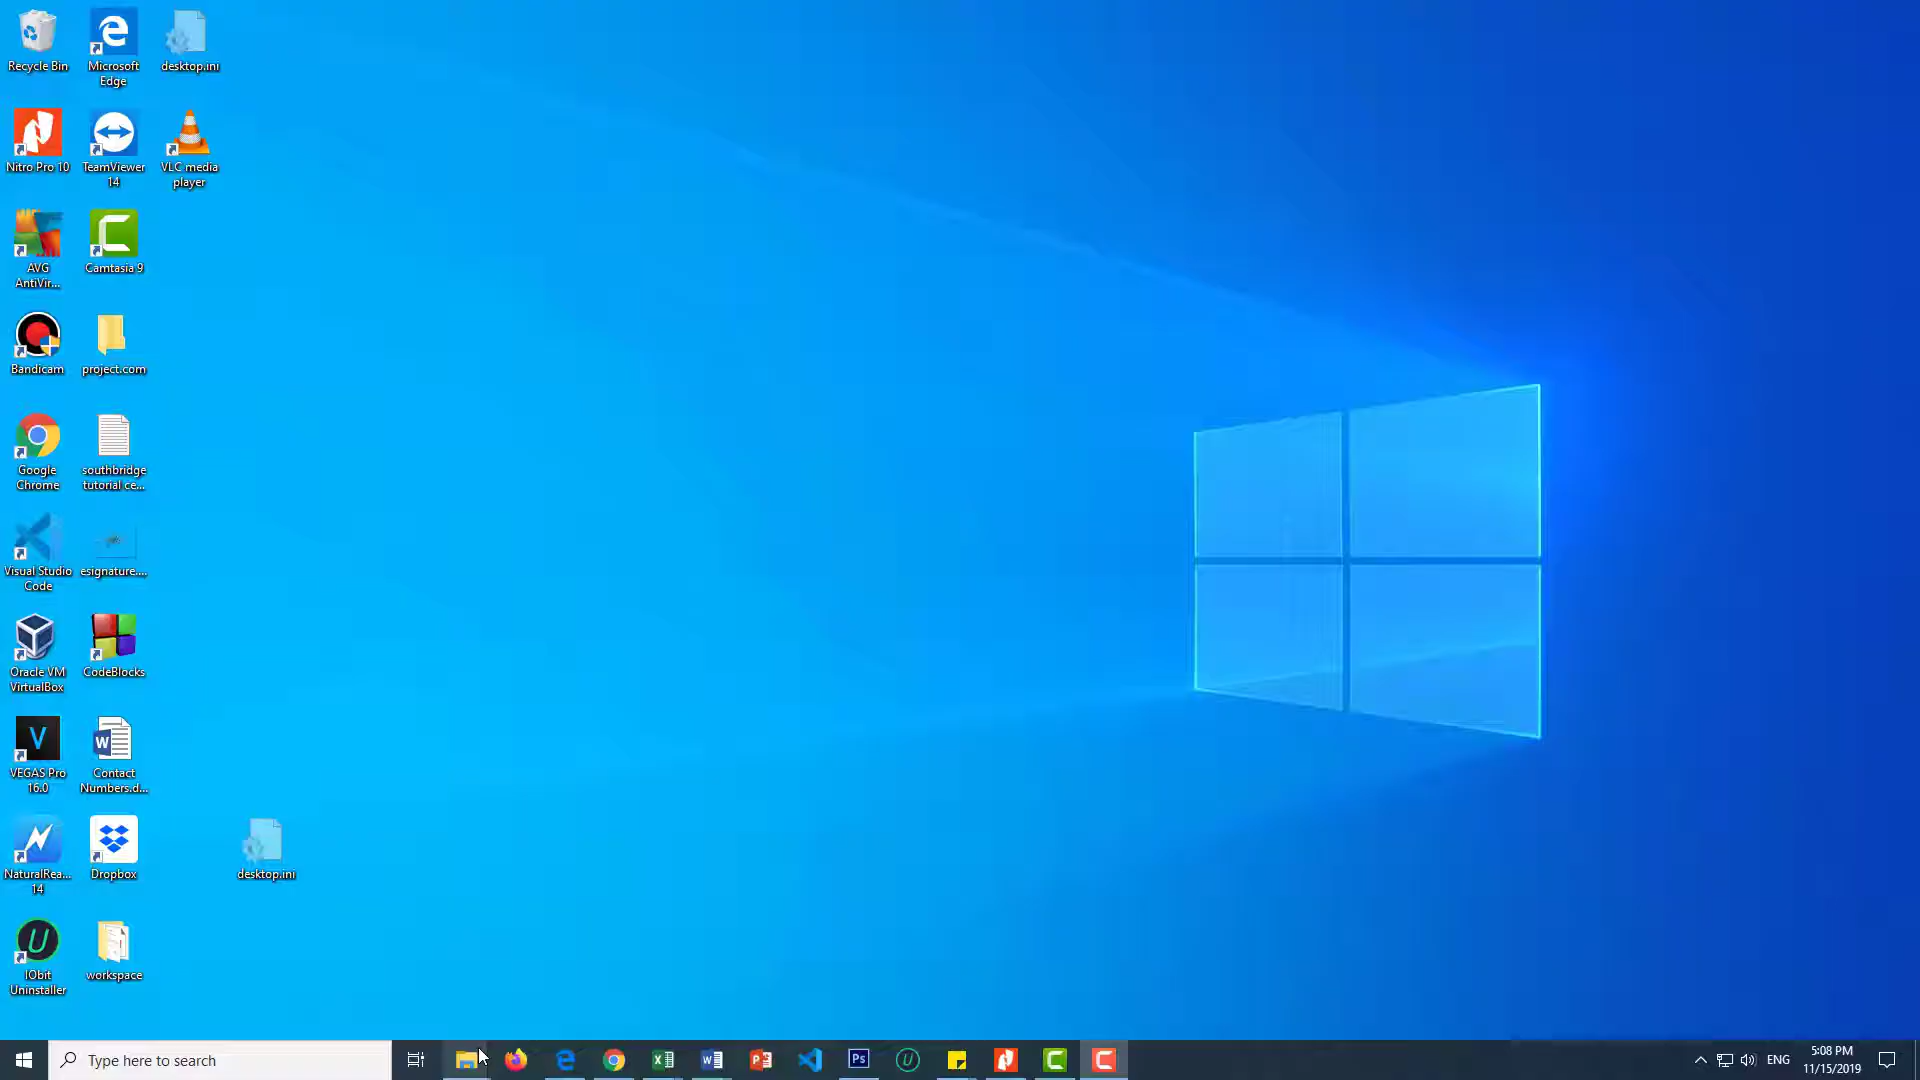 Recycle Bin
Microsoft
Edge
desktop.ini
Nitro Pro 10
TeamViewer
14
VLC media
player
AVG
AntiVir...
Camtasia 9
Bandicam
project.com
Google
Chrome
southbridge
tutorial ce...
Visual Studio
Code
esignature....
Oracle VM
VirtualBox
CodeBlocks
VEGAS Pro
16.0
Contact
Numbers.d...
NaturalRea...
14
Dropbox
desktop.ini
IObit
Uninstaller
workspace
Type here to search
ENG
5:08 PM
11/15/2019